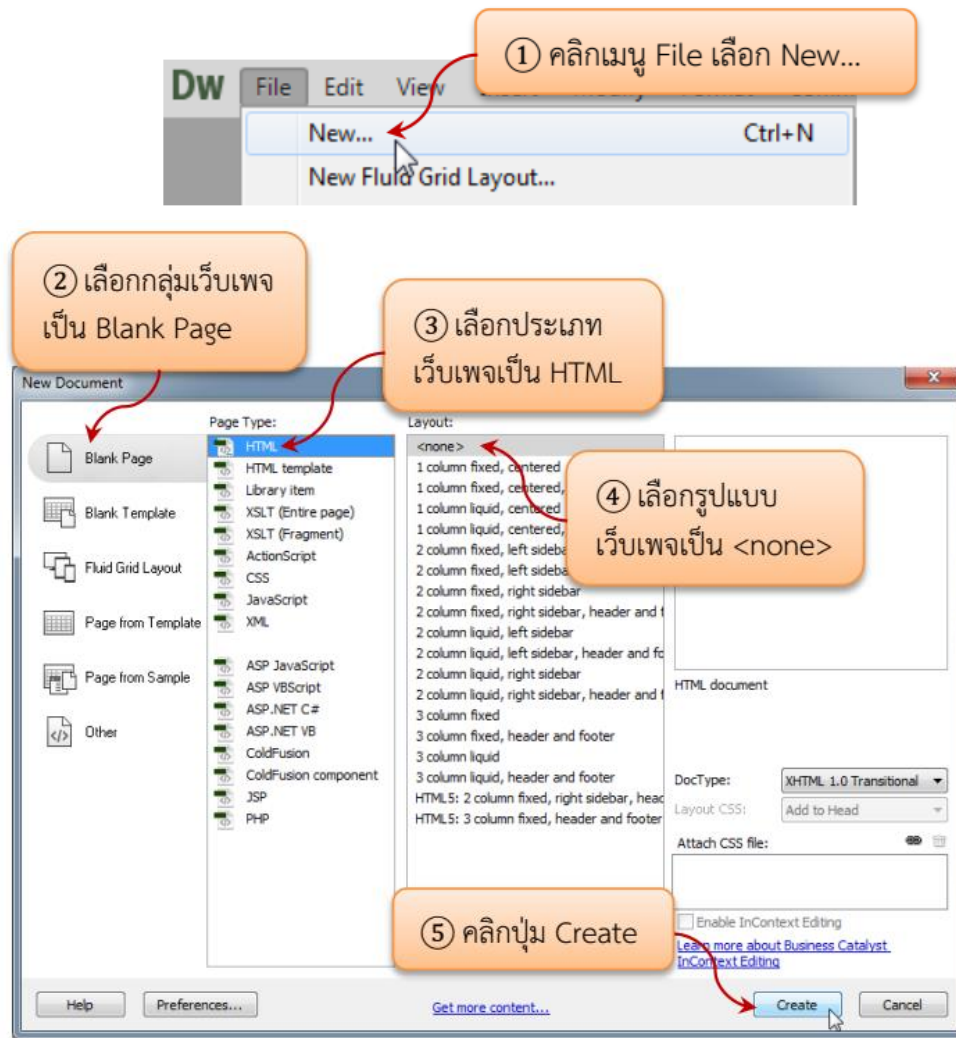 ① คลิกเมนู File เลือก New...
Dw File Edit View
New... Ctrl+N
New Fluid Grid Layout...
② เลือกกลุ่มเว็บเพจ
เป็น Blank Page
③ เลือกประเภท
เว็บเพจเป็น HTML
New Document
Page Type:
Layout:
Blank Page
Blank Template
Fluid Grid Layout
Page from Template
Page from Sample
Other
HTML
HTML template
Library item
XSLT (Entire page)
XSLT (Fragment)
ActionScript
CSS
JavaScript
XML
ASP JavaScript
ASP VBScript
ASP.NET C#
ASP.NET VB
ColdFusion
ColdFusion component
JSP
PHP
<none>
1 column fixed, centered
1 column fixed, centered,
1 column liquid, centered
1 column liquid, centered,
2 column fixed, left sideba
2 column fixed, left sideba
2 column fixed, right sidebar
2 column fixed, right sidebar, header and f
2 column liquid, left sidebar
2 column liquid, left sidebar, header and fo
2 column liquid, right sidebar
2 column liquid, right sidebar, header and f
3 column fixed
3 column fixed, header and footer
3 column liquid
3 column liquid, header and footer
HTML5: 2 column fixed, right sidebar, head
HTML5: 3 column fixed, header and footer
④ เลือกรูปแบบ
เว็บเพจเป็น <none>
HTML document
DocType: XHTML 1.0 Transitional
Layout CSS: Add to Head
Attach CSS file:
Enable InContext Editing
Learn more about Business Catalyst
InContext Editing
⑤ คลิกปุ่ม Create
Help Preferences... Get more content... Create Cancel